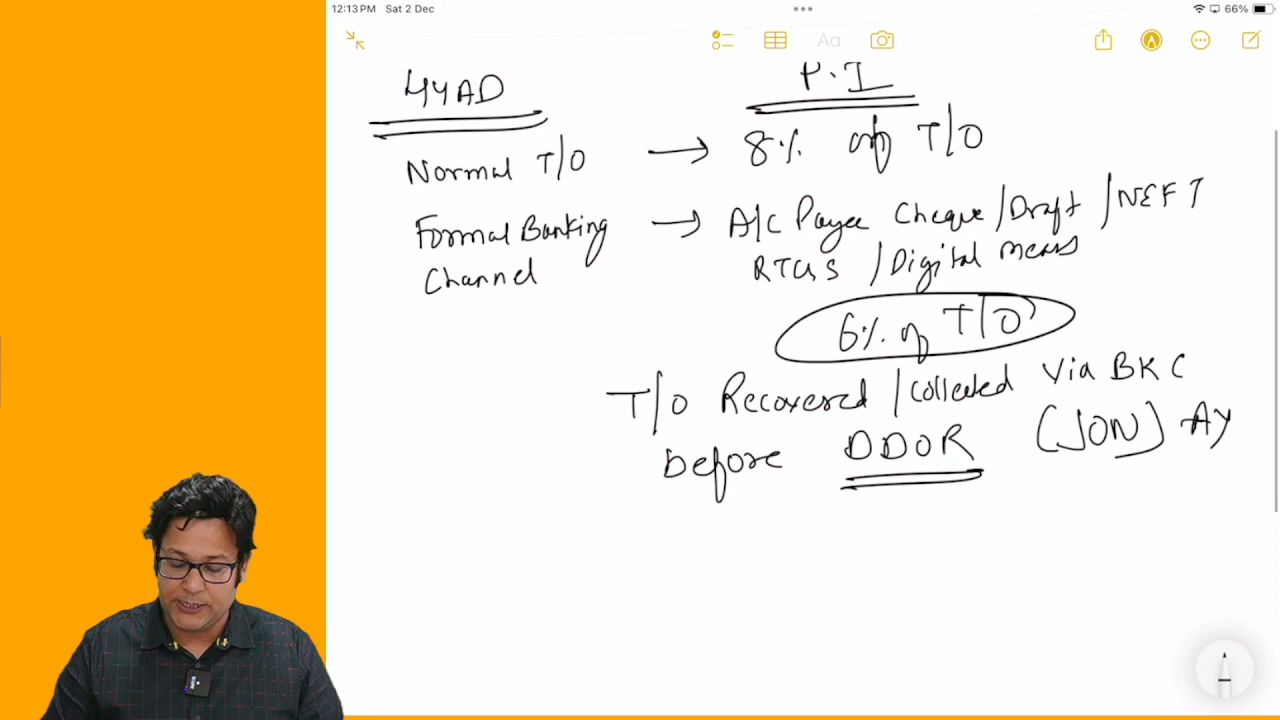 12:13 PM Sat 2 Dec
66%
44AD P.I
Normal T/O → 8% of T/O
Formal Banking Channel → A/C Payee Cheque/Draft/NEFT
RTGS/Digital means
6% of T/O
T/O Recovered/Collected Via BKC
before DDOR (JON) AY